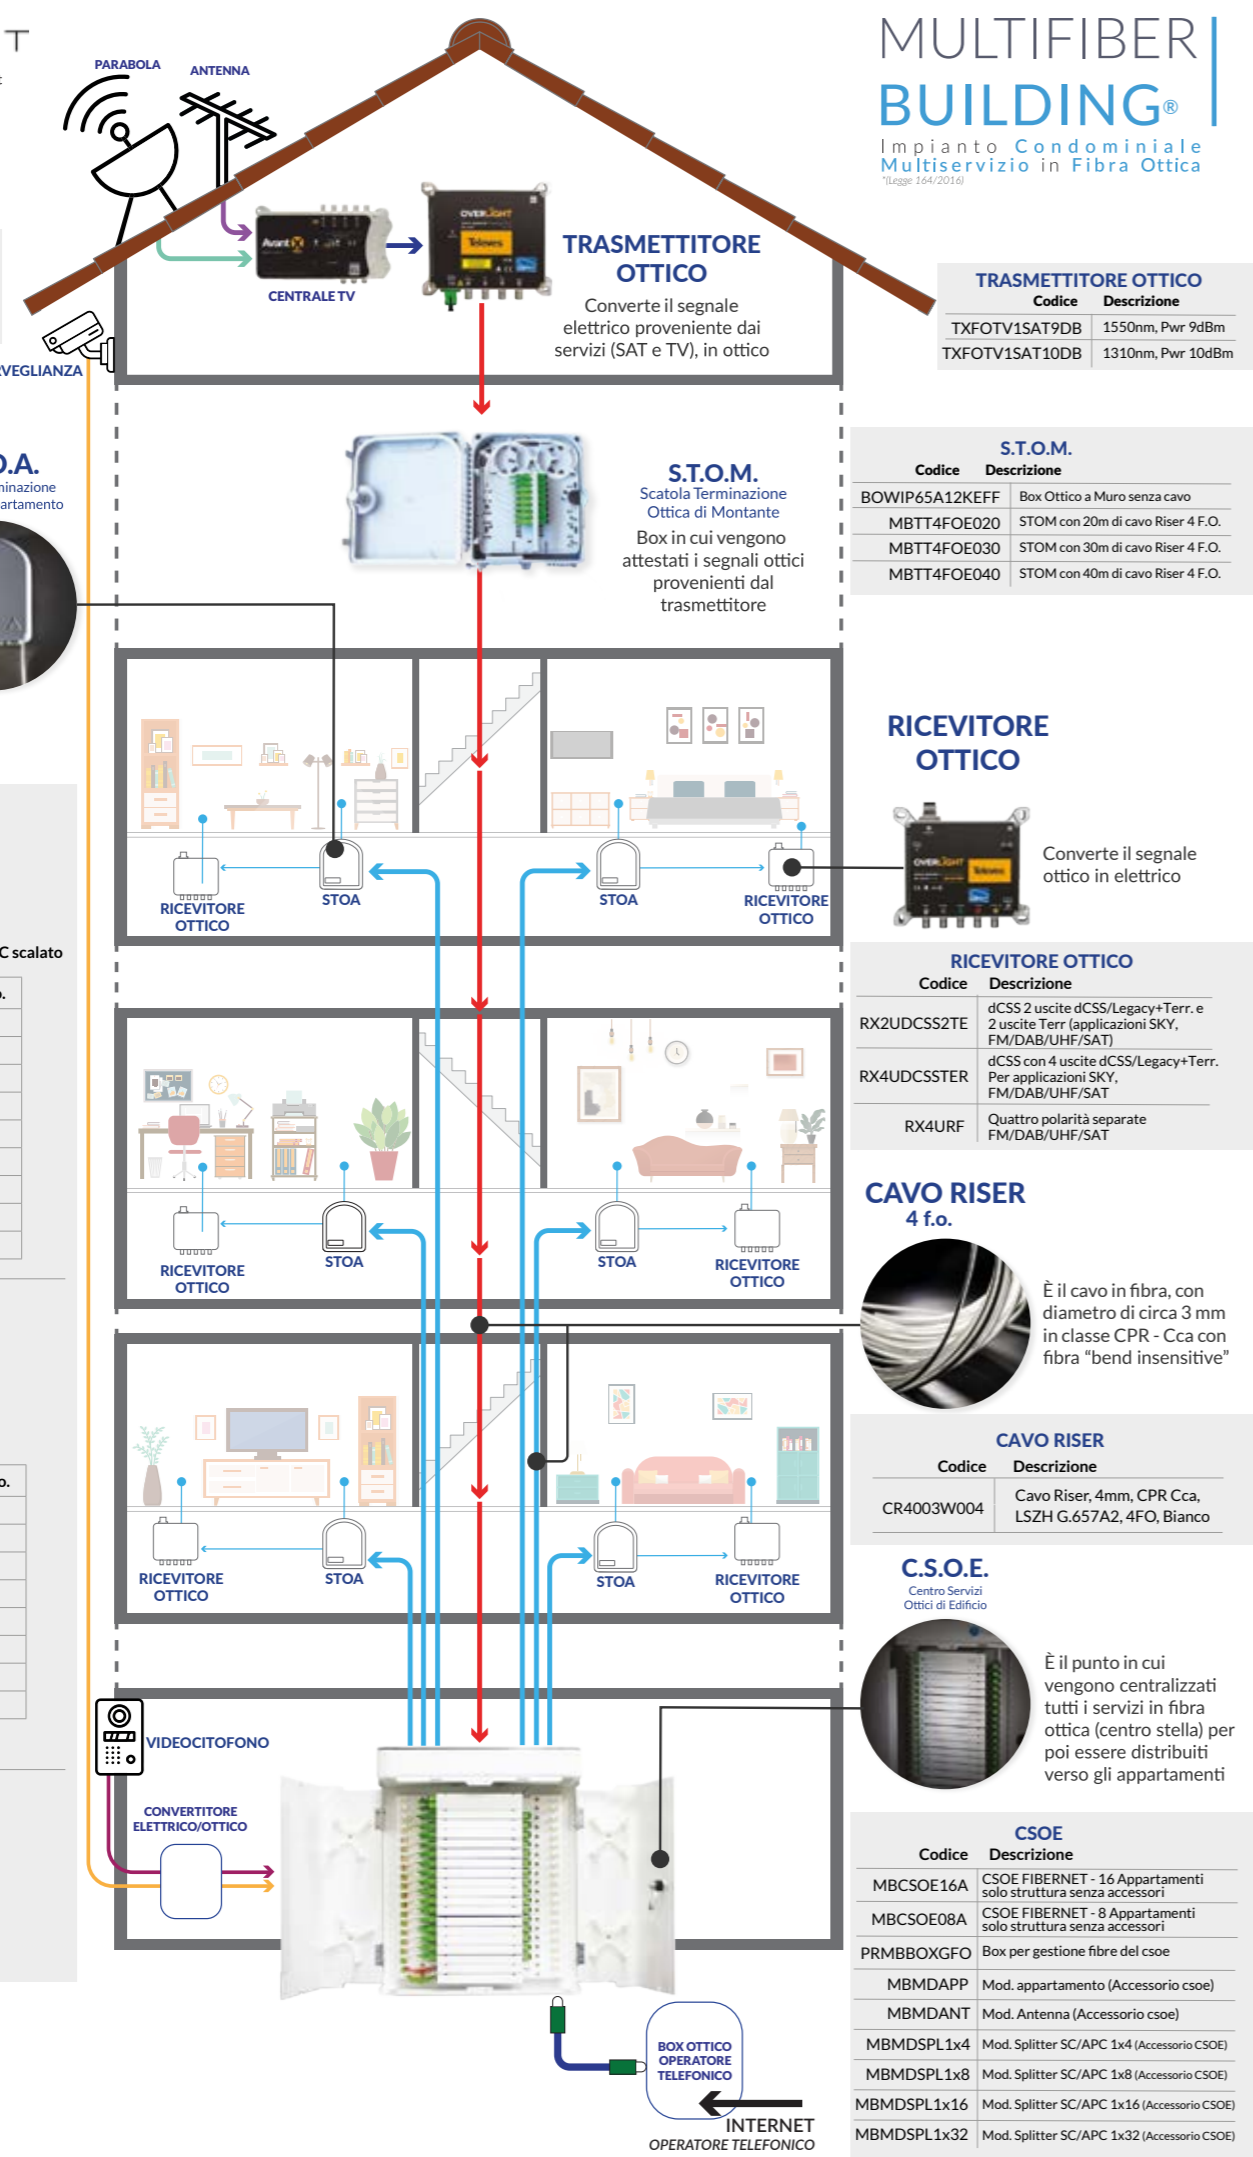 T
MULTIFIBER
BUILDING®
Impianto Condominiale
Multiservizio in Fibra Ottica
*(Legge 164/2016)
PARABOLA
ANTENNA
CENTRALE TV
Avant X
OVERLIGHT
Televes
TRASMETTITORE
OTTICO
Converte il segnale
elettrico proveniente dai
servizi (SAT e TV), in ottico
TRASMETTITORE OTTICO
Codice Descrizione
TXFOTV1SAT9DB 1550nm, Pwr 9dBm
TXFOTV1SAT10DB 1310nm, Pwr 10dBm
RVEGLIANZA
O.A.
minazione
artamento
S.T.O.M.
Scatola Terminazione
Ottica di Montante
Box in cui vengono
attestati i segnali ottici
provenienti dal
trasmettitore
S.T.O.M.
Codice Descrizione
BOWIP65A12KEFF Box Ottico a Muro senza cavo
MBTT4FOE020 STOM con 20m di cavo Riser 4 F.O.
MBTT4FOE030 STOM con 30m di cavo Riser 4 F.O.
MBTT4FOE040 STOM con 40m di cavo Riser 4 F.O.
RICEVITORE
OTTICO
OVERLIGHT
Televes
Converte il segnale
ottico in elettrico
RICEVITORE
OTTICO
STOA
STOA
RICEVITORE
OTTICO
C scalato
o.
RICEVITORE OTTICO
Codice Descrizione
RX2UDCSS2TE dCSS 2 uscite dCSS/Legacy+Terr. e
2 uscite Terr (applicazioni SKY,
FM/DAB/UHF/SAT)
RX4UDCSSTER dCSS con 4 uscite dCSS/Legacy+Terr.
Per applicazioni SKY,
FM/DAB/UHF/SAT
RX4URF Quattro polarità separate
FM/DAB/UHF/SAT
RICEVITORE
OTTICO
STOA
STOA
RICEVITORE
OTTICO
CAVO RISER
4 f.o.
È il cavo in fibra, con
diametro di circa 3 mm
in classe CPR - Cca con
fibra “bend insensitive”
CAVO RISER
Codice Descrizione
CR4003W004 Cavo Riser, 4mm, CPR Cca,
LSZH G.657A2, 4FO, Bianco
o.
RICEVITORE
OTTICO
STOA
STOA
RICEVITORE
OTTICO
C.S.O.E.
Centro Servizi
Ottici di Edificio
È il punto in cui
vengono centralizzati
tutti i servizi in fibra
ottica (centro stella) per
poi essere distribuiti
verso gli appartamenti
VIDEOCITOFONO
CONVERTITORE
ELETTRICO/OTTICO
CSOE
Codice Descrizione
MBCSOE16A CSOE FIBERNET - 16 Appartamenti
solo struttura senza accessori
MBCSOE08A CSOE FIBERNET - 8 Appartamenti
solo struttura senza accessori
PRMBBOXGFO Box per gestione fibre del csoe
MBMDAPP Mod. appartamento (Accessorio csoe)
MBMDANT Mod. Antenna (Accessorio csoe)
MBMDSPL1x4 Mod. Splitter SC/APC 1x4 (Accessorio CSOE)
MBMDSPL1x8 Mod. Splitter SC/APC 1x8 (Accessorio CSOE)
MBMDSPL1x16 Mod. Splitter SC/APC 1x16 (Accessorio CSOE)
MBMDSPL1x32 Mod. Splitter SC/APC 1x32 (Accessorio CSOE)
BOX OTTICO
OPERATORE
TELEFONICO
INTERNET
OPERATORE TELEFONICO